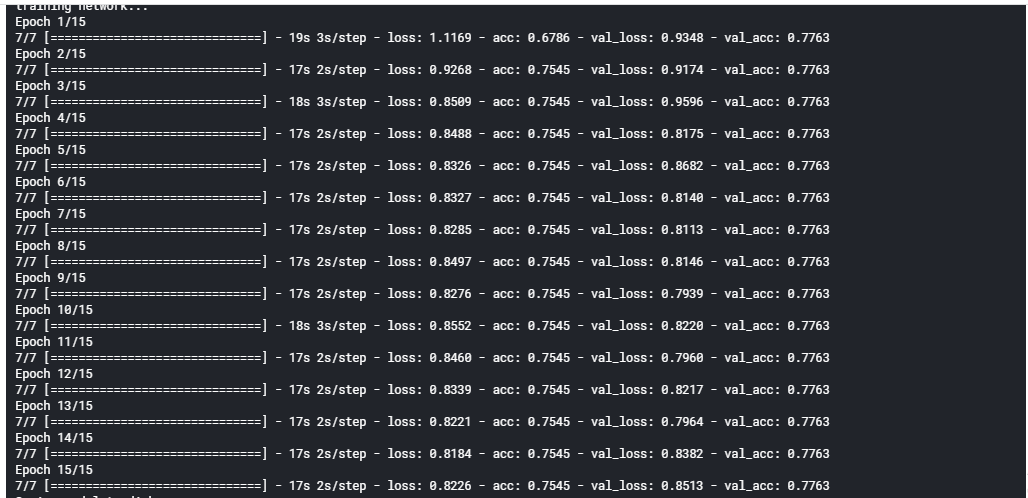 training network...
Epoch 1/15
7/7 [==============================] - 19s 3s/step - loss: 1.1169 - acc: 0.6786 - val_loss: 0.9348 - val_acc: 0.7763
Epoch 2/15
7/7 [==============================] - 17s 2s/step - loss: 0.9268 - acc: 0.7545 - val_loss: 0.9174 - val_acc: 0.7763
Epoch 3/15
7/7 [==============================] - 18s 3s/step - loss: 0.8509 - acc: 0.7545 - val_loss: 0.9596 - val_acc: 0.7763
Epoch 4/15
7/7 [==============================] - 17s 2s/step - loss: 0.8488 - acc: 0.7545 - val_loss: 0.8175 - val_acc: 0.7763
Epoch 5/15
7/7 [==============================] - 17s 2s/step - loss: 0.8326 - acc: 0.7545 - val_loss: 0.8682 - val_acc: 0.7763
Epoch 6/15
7/7 [==============================] - 17s 2s/step - loss: 0.8327 - acc: 0.7545 - val_loss: 0.8140 - val_acc: 0.7763
Epoch 7/15
7/7 [==============================] - 17s 2s/step - loss: 0.8285 - acc: 0.7545 - val_loss: 0.8113 - val_acc: 0.7763
Epoch 8/15
7/7 [==============================] - 17s 2s/step - loss: 0.8497 - acc: 0.7545 - val_loss: 0.8146 - val_acc: 0.7763
Epoch 9/15
7/7 [==============================] - 17s 2s/step - loss: 0.8276 - acc: 0.7545 - val_loss: 0.7939 - val_acc: 0.7763
Epoch 10/15
7/7 [==============================] - 18s 3s/step - loss: 0.8552 - acc: 0.7545 - val_loss: 0.8220 - val_acc: 0.7763
Epoch 11/15
7/7 [==============================] - 17s 2s/step - loss: 0.8460 - acc: 0.7545 - val_loss: 0.7960 - val_acc: 0.7763
Epoch 12/15
7/7 [==============================] - 17s 2s/step - loss: 0.8339 - acc: 0.7545 - val_loss: 0.8217 - val_acc: 0.7763
Epoch 13/15
7/7 [==============================] - 17s 2s/step - loss: 0.8221 - acc: 0.7545 - val_loss: 0.7964 - val_acc: 0.7763
Epoch 14/15
7/7 [==============================] - 17s 2s/step - loss: 0.8184 - acc: 0.7545 - val_loss: 0.8382 - val_acc: 0.7763
Epoch 15/15
7/7 [==============================] - 17s 2s/step - loss: 0.8226 - acc: 0.7545 - val_loss: 0.8513 - val_acc: 0.7763